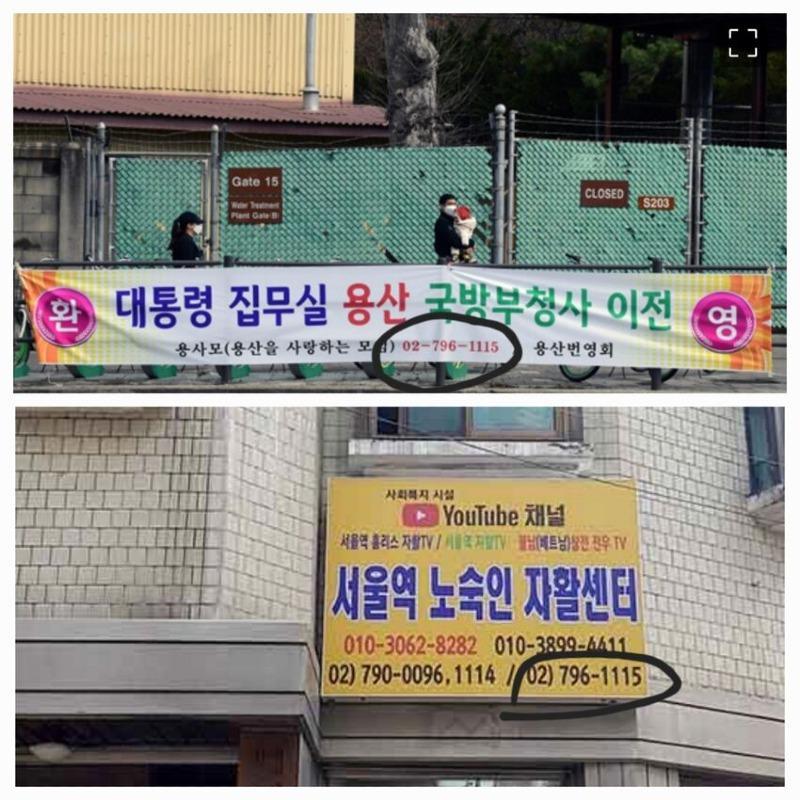 Gate 15
Water Treatment
Plant Gate(B)
CLOSED
S203
환 대통령 집무실 용산 국방부청사 이전 영
용사모(용산을 사랑하는 모임) 02-796-1115 용산번영회
사회복지 시설
YouTube 채널
서울역 홈리스 자활TV / 서울역 자활TV 월남(베트남)참전 전우 TV
서울역 노숙인 자활센터
010-3062-8282 010-3899-4411
02) 790-0096, 1114 / 02) 796-1115